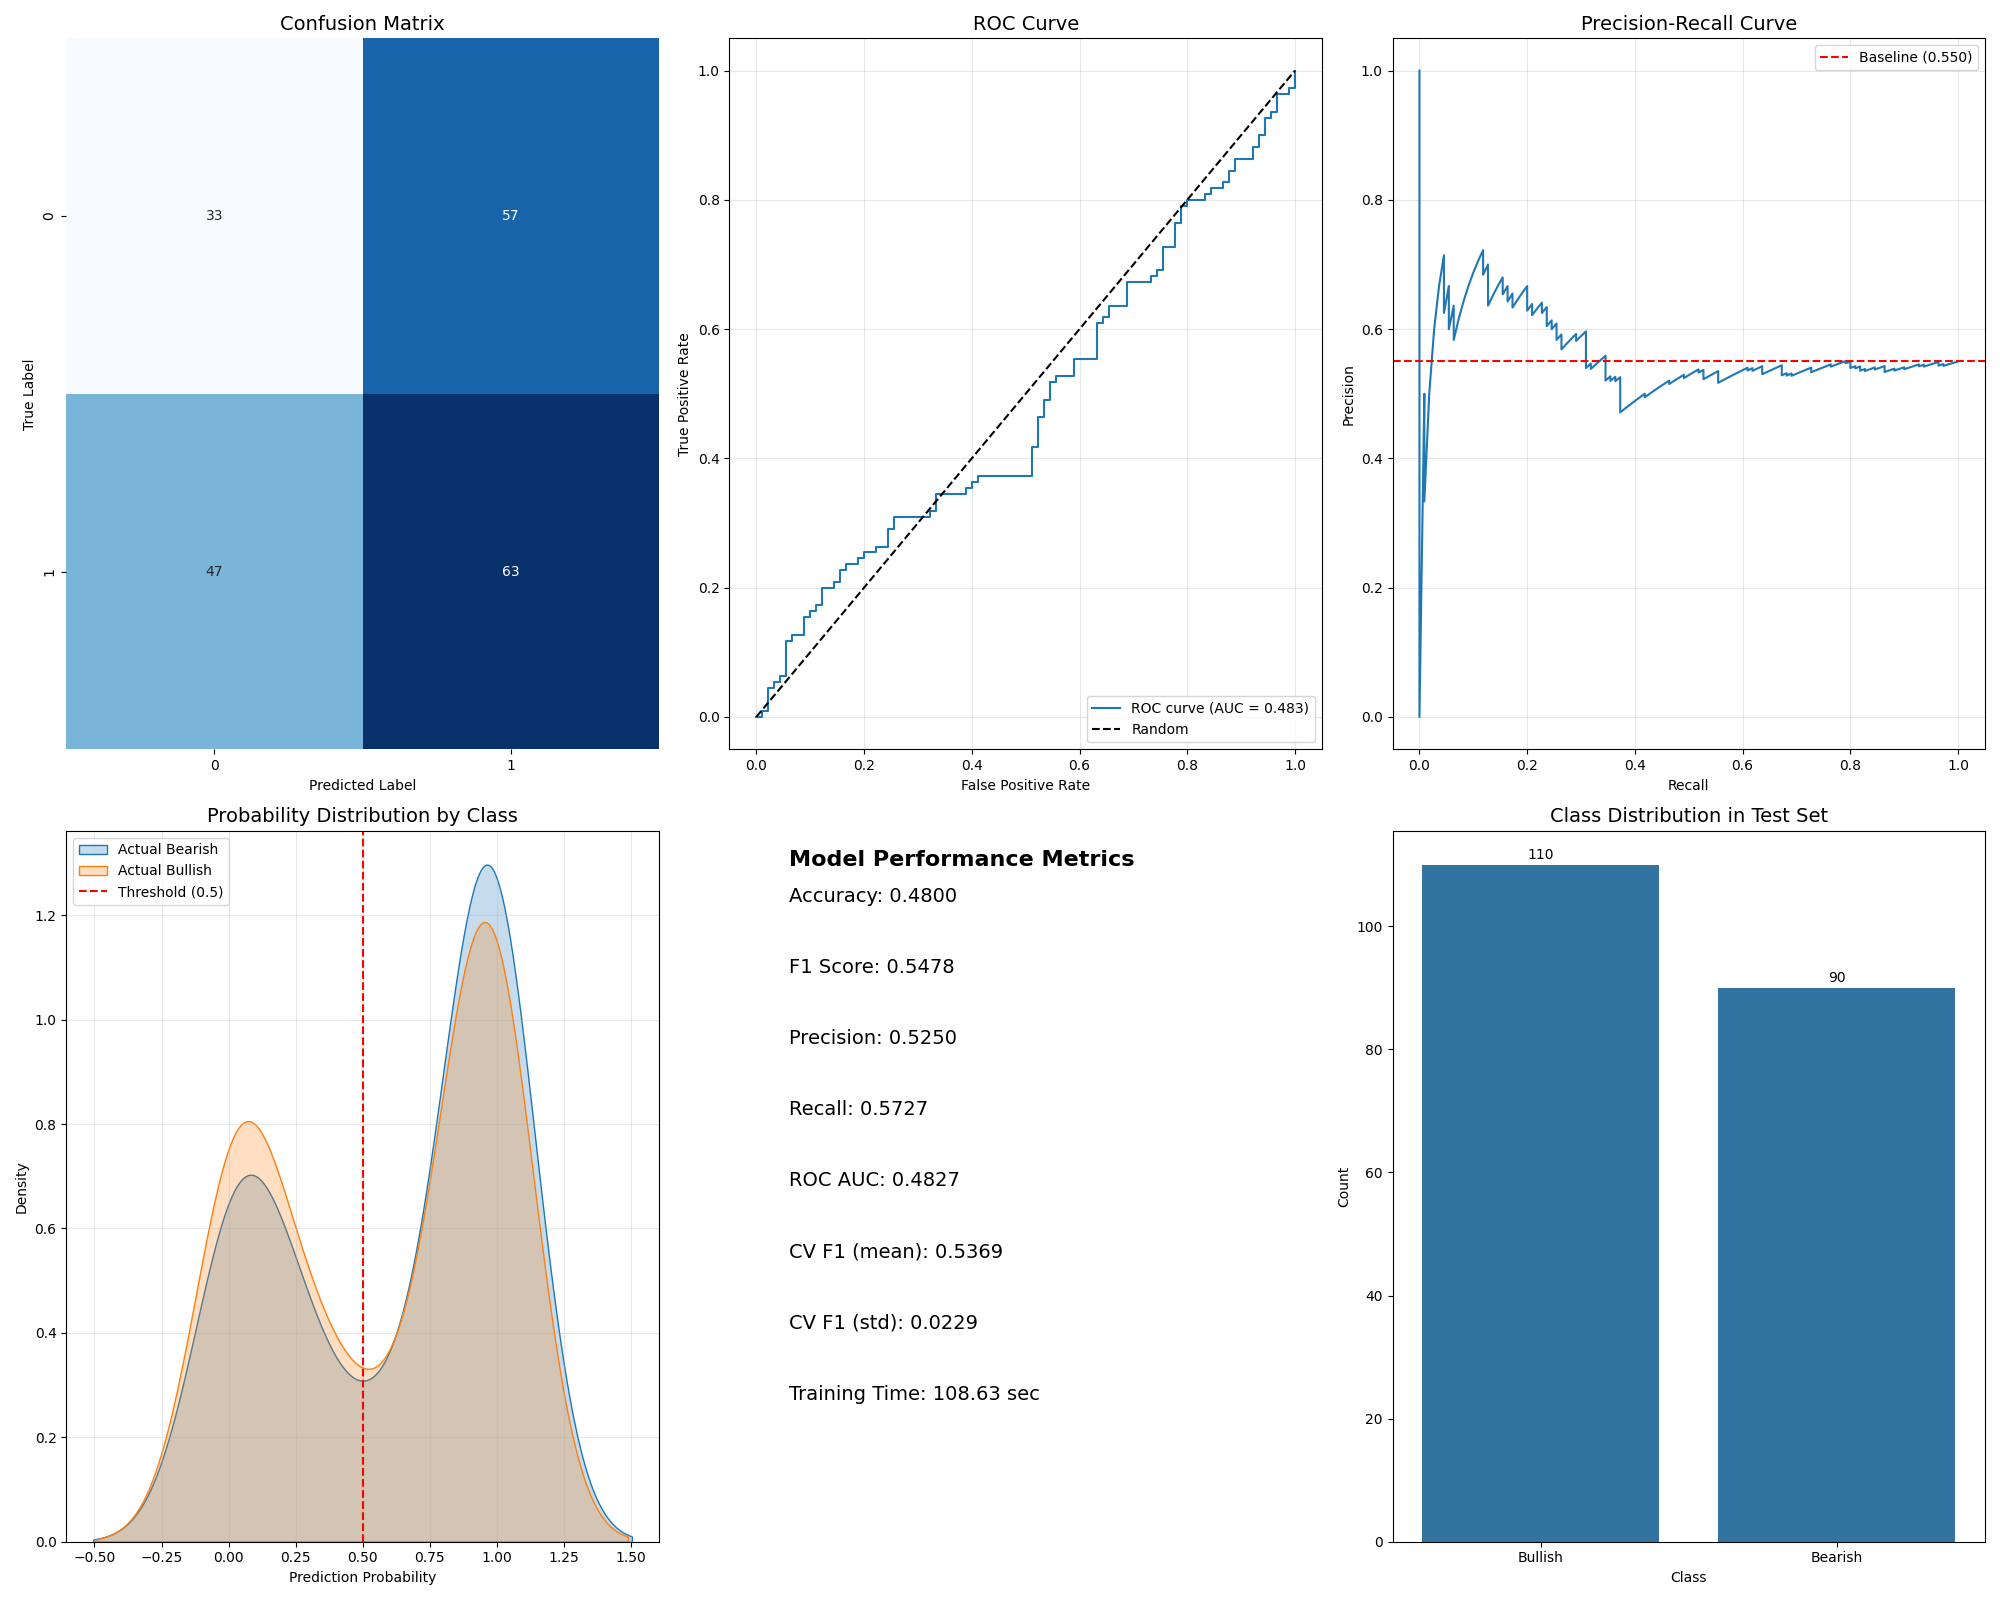 Confusion Matrix
33
57
47
63
0
1
True Label
0
1
Predicted Label
ROC Curve
1.0
0.8
0.6
0.4
0.2
0.0
True Positive Rate
ROC curve (AUC = 0.483)
Random
0.0 0.2 0.4 0.6 0.8 1.0
False Positive Rate
Precision-Recall Curve
Baseline (0.550)
1.0
0.8
0.6
0.4
0.2
0.0
Precision
0.0 0.2 0.4 0.6 0.8 1.0
Recall
Probability Distribution by Class
Actual Bearish
Actual Bullish
Threshold (0.5)
1.2
1.0
0.8
0.6
0.4
0.2
0.0
Density
−0.50 −0.25 0.00 0.25 0.50 0.75 1.00 1.25 1.50
Prediction Probability
Model Performance Metrics
Accuracy: 0.4800
F1 Score: 0.5478
Precision: 0.5250
Recall: 0.5727
ROC AUC: 0.4827
CV F1 (mean): 0.5369
CV F1 (std): 0.0229
Training Time: 108.63 sec
Class Distribution in Test Set
110
90
100
80
60
40
20
0
Count
Bullish Bearish
Class